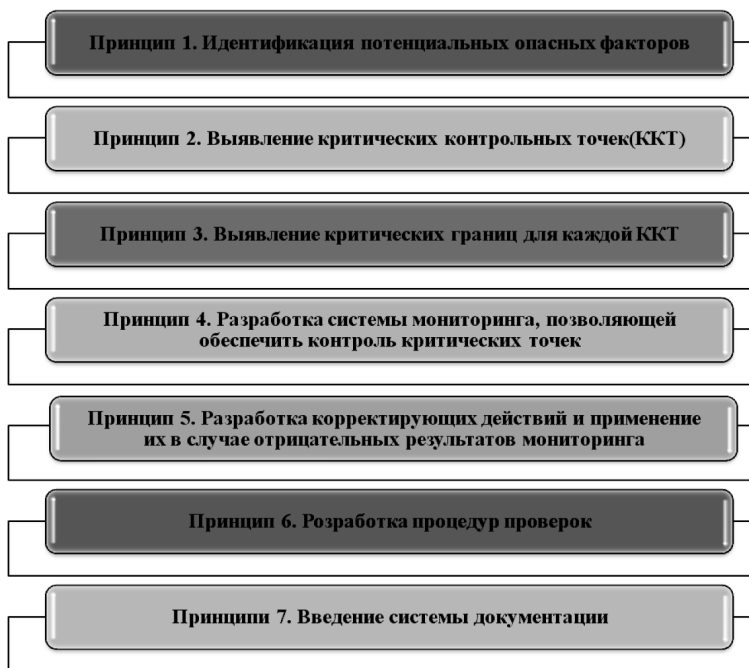 Принцип 1. Идентификация потенциальных опасных факторов
Принцип 2. Выявление критических контрольных точек(ККТ)
Принцип 3. Выявление критических границ для каждой ККТ
Принцип 4. Разработка системы мониторинга, позволяющей
обеспечить контроль критических точек
Принцип 5. Разработка корректирующих действий и применение
их в случае отрицательных результатов мониторинга
Принцип 6. Розработка процедур проверок
Принципи 7. Введение системы документации